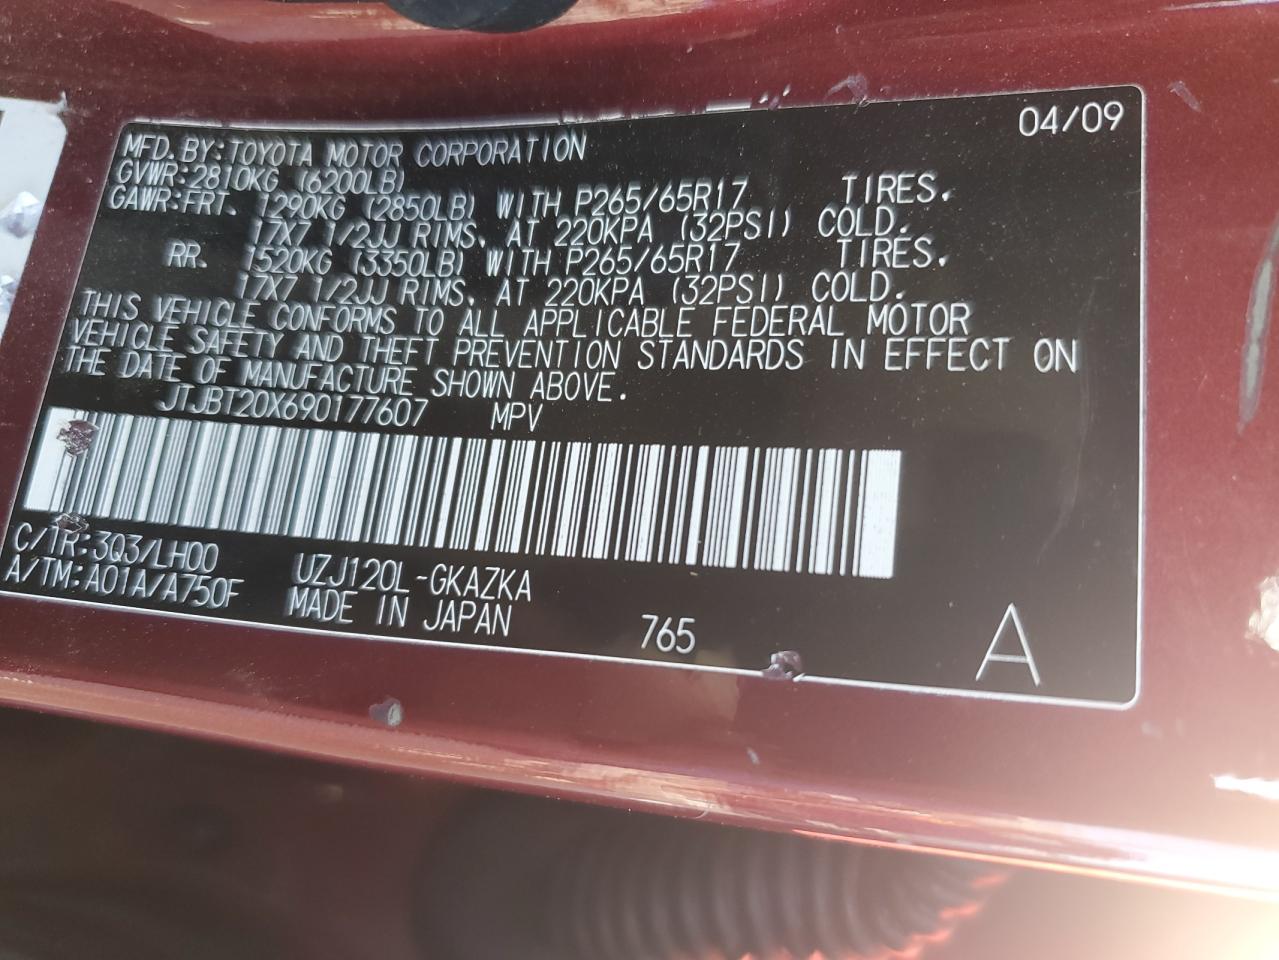 04/09
MFD. BY: TOYOTA MOTOR CORPORATION
GVWR: 2810KG (6200LB)
GAWR: FRT. 1290KG (2850LB) WITH P265/65R17 TIRES.
17X7 1/2JJ RIMS. AT 220KPA (32PSI) COLD.
RR. 1520KG (3350LB) WITH P265/65R17 TIRES.
17X7 1/2JJ RIMS. AT 220KPA (32PSI) COLD.
THIS VEHICLE CONFORMS TO ALL APPLICABLE FEDERAL MOTOR
VEHICLE SAFETY AND THEFT PREVENTION STANDARDS IN EFFECT ON
THE DATE OF MANUFACTURE SHOWN ABOVE.
JTJBT20X690177607 MPV
C/TR: 3Q3/LH00 UZJ120L-GKAZKA
A/TM: A01A/A750F MADE IN JAPAN
765
A